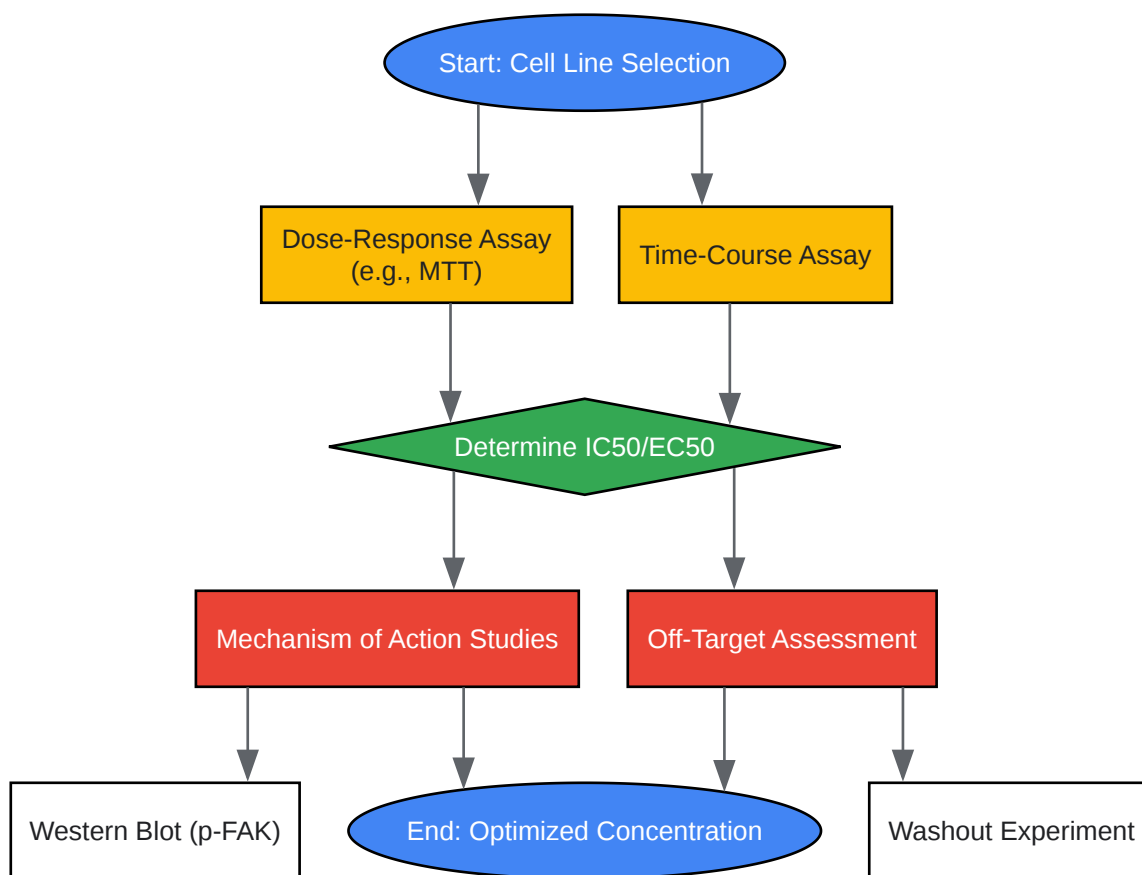 Start: Cell Line Selection
Dose-Response Assay
(e.g., MTT)
Time-Course Assay
Determine IC50/EC50
Mechanism of Action Studies
Off-Target Assessment
Western Blot (p-FAK)
End: Optimized Concentration
Washout Experiment